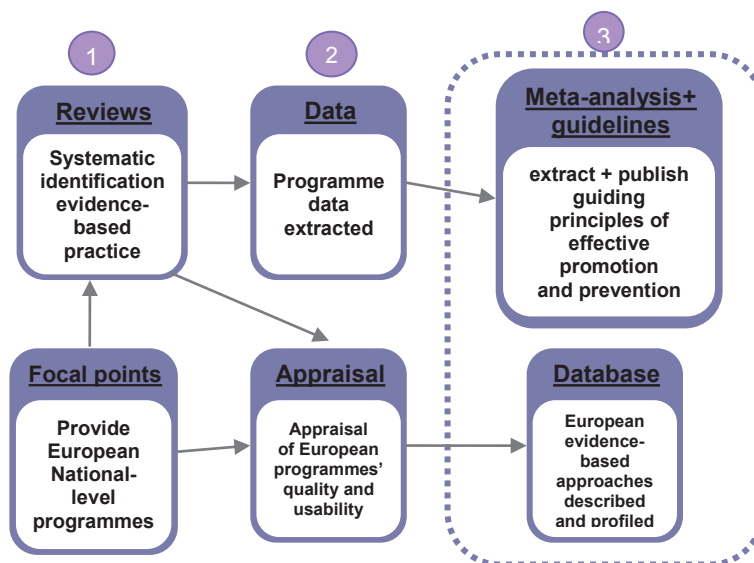 1
2
3
Reviews
Systematic
identification
evidence-
based
practice
Data
Programme
data
extracted
Meta-analysis+
guidelines
extract + publish
guiding
principles of
effective
promotion
and prevention
Focal points
Provide
European
National-
level
programmes
Appraisal
Appraisal
of European
programmes’
quality and
usability
Database
European
evidence-
based
approaches
described
and profiled